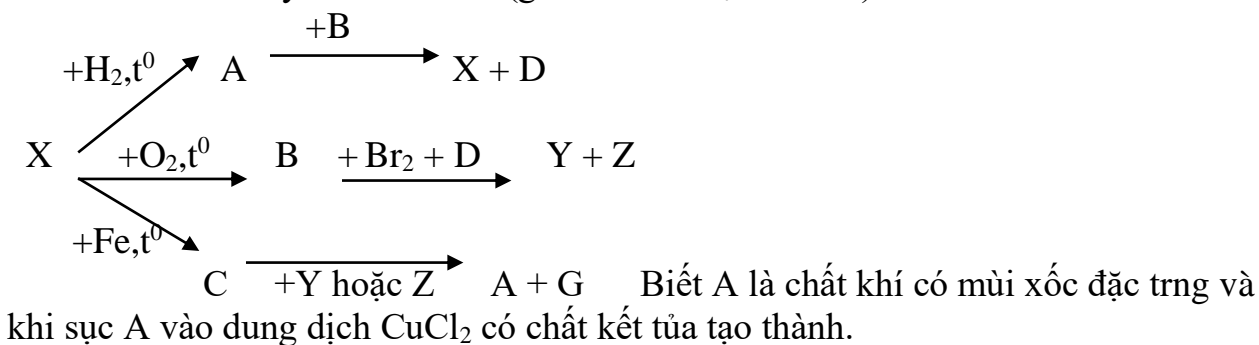 +B
+H₂,t⁰ A X + D
X +O₂,t⁰ B + Br₂ + D Y + Z
+Fe,t⁰
C +Y hoặc Z A + G Biết A là chất khí có mùi xốc đặc trng và
khi sục A vào dung dịch CuCl₂ có chất kết tủa tạo thành.